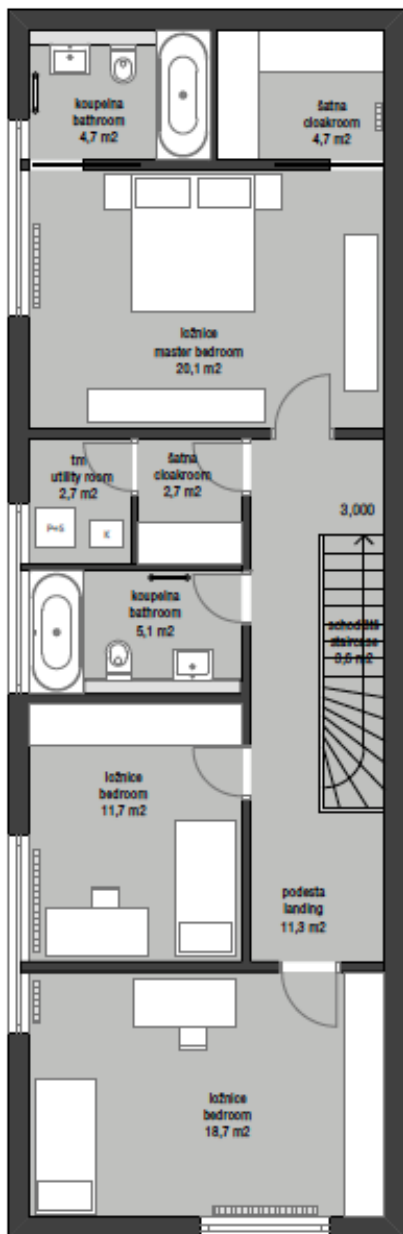 koupelna
bathroom
4,7 m2
šatna
cloakroom
4,7 m2
ložnice
master bedroom
20,1 m2
tm
utility room
2,7 m2
šatna
cloakroom
2,7 m2
P+S
K
3,000
koupelna
bathroom
5,1 m2
schodiště
staircase
ložnice
bedroom
11,7 m2
podesta
landing
11,3 m2
ložnice
bedroom
18,7 m2